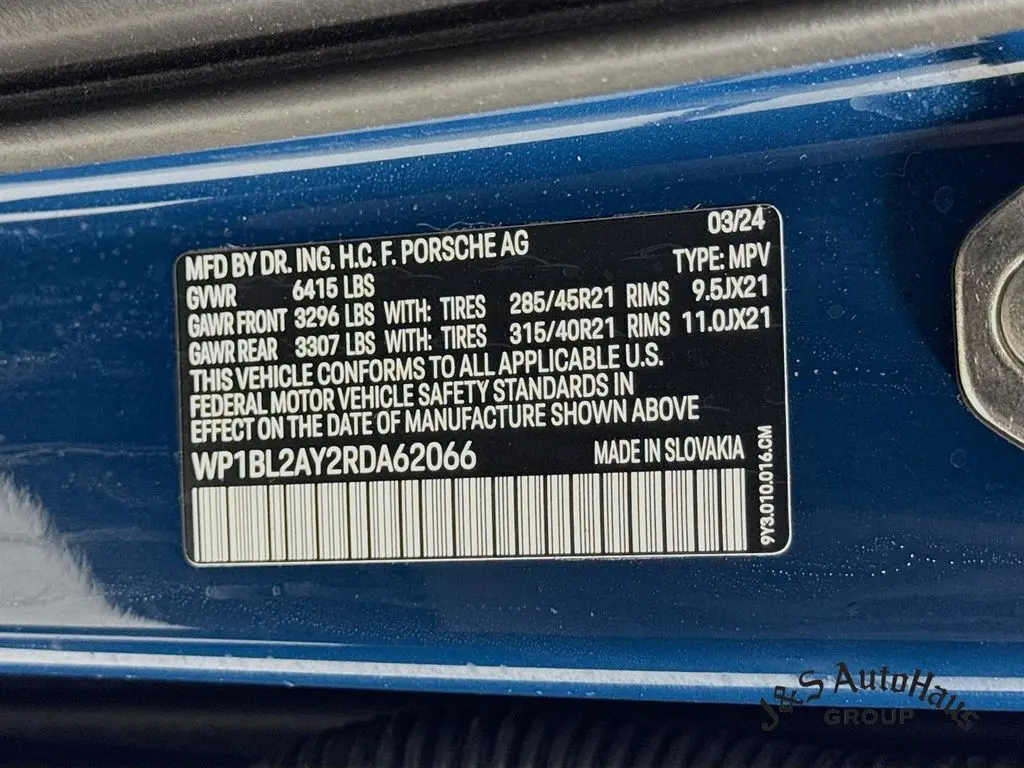 03/24
MFD BY DR. ING. H.C. F. PORSCHE AG
TYPE: MPV
GVWR 6415 LBS
GAWR FRONT 3296 LBS WITH: TIRES 285/45R21 RIMS 9.5JX21
GAWR REAR 3307 LBS WITH: TIRES 315/40R21 RIMS 11.0JX21
THIS VEHICLE CONFORMS TO ALL APPLICABLE U.S.
FEDERAL MOTOR VEHICLE SAFETY STANDARDS IN
EFFECT ON THE DATE OF MANUFACTURE SHOWN ABOVE
WP1BL2AY2RDA62066 MADE IN SLOVAKIA
9Y3.010.016.CM
J&S AutoHaus
GROUP